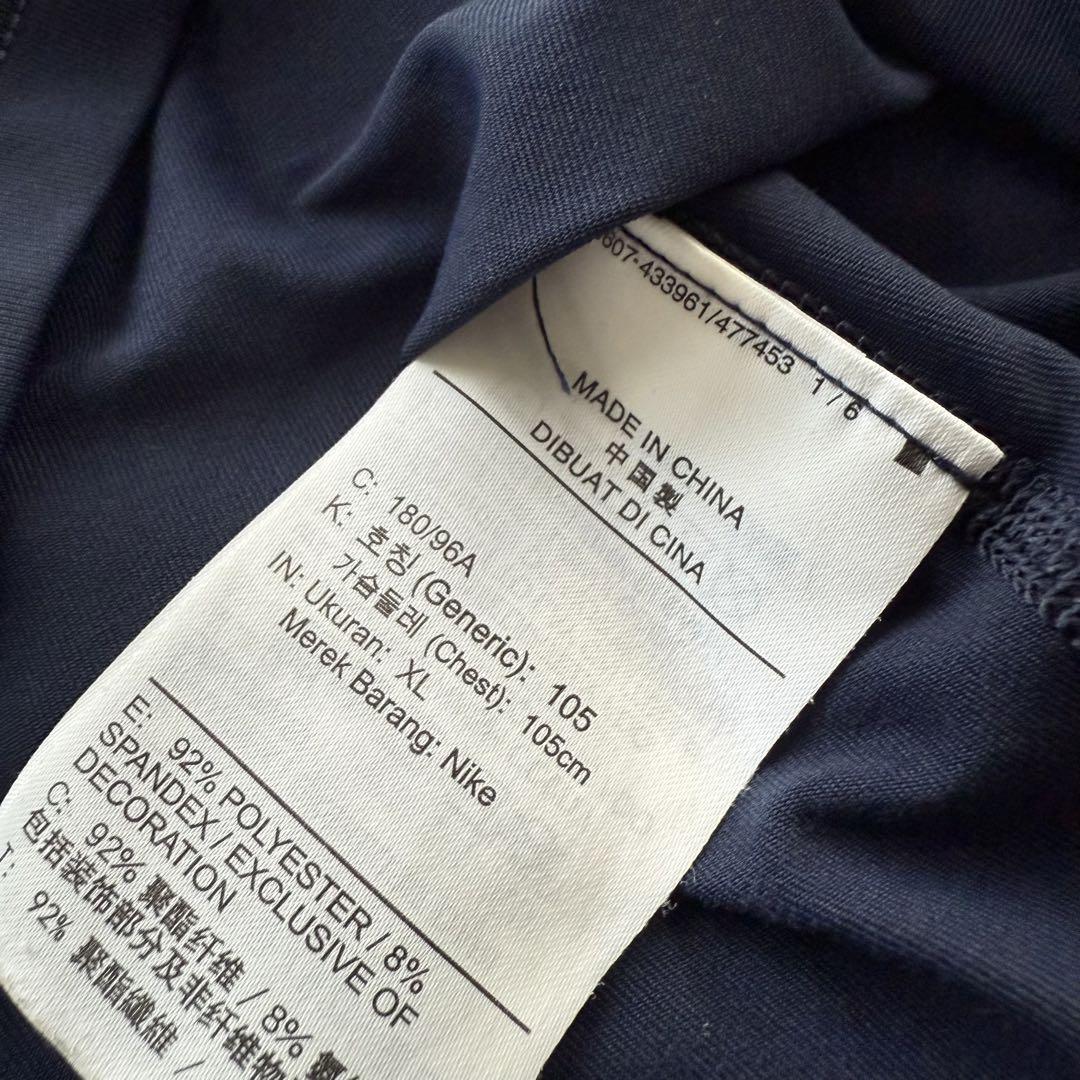 607-433961/477453 1 / 6
MADE IN CHINA
中国製
DIBUAT DI CINA
C: 180/96A
K: 호칭 (Generic): 105
가슴둘레 (Chest): 105cm
IN: Ukuran: XL
Merek Barang: Nike
E: 92% POLYESTER / 8%
SPANDEX / EXCLUSIVE OF
DECORATION
C: 92% 聚酯纤维 / 8%
包括装饰部分及非纤维物
T: 92% 聚酯纖維 /